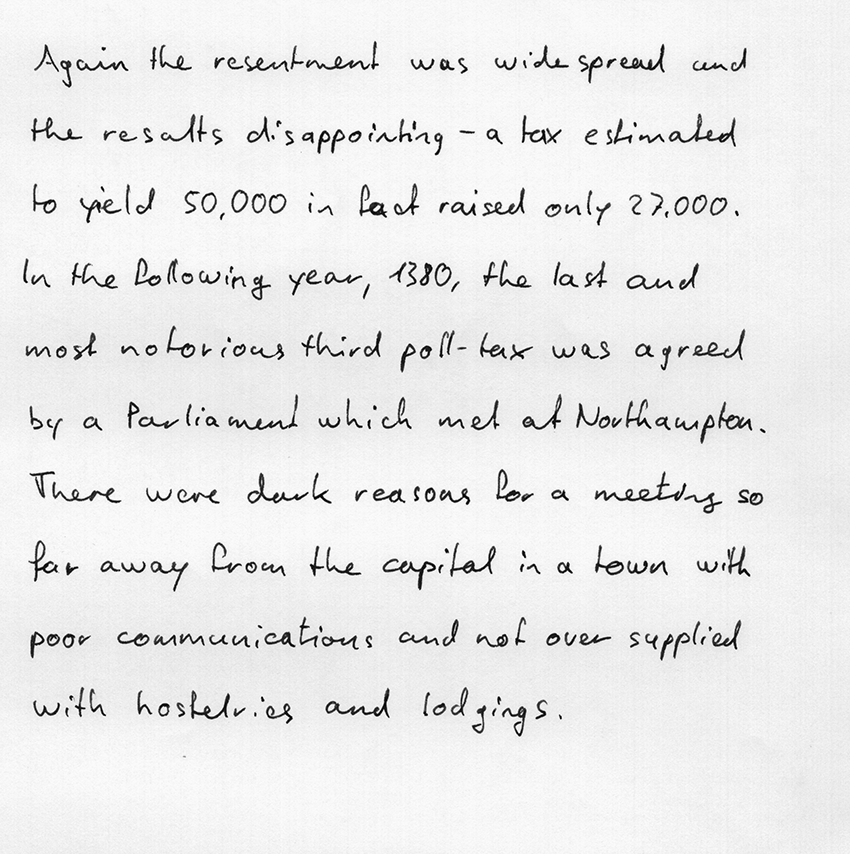 Again the resentment was widespread and
the results disappointing - a tax estimated
to yield 50,000 in fact raised only 27.000.
In the following year, 1380, the last and
most notorious third poll-tax was agreed
by a Parliament which met at Northampton.
There were dark reasons for a meeting so
far away from the capital in a town with
poor communications and not over supplied
with hostelries and lodgings.